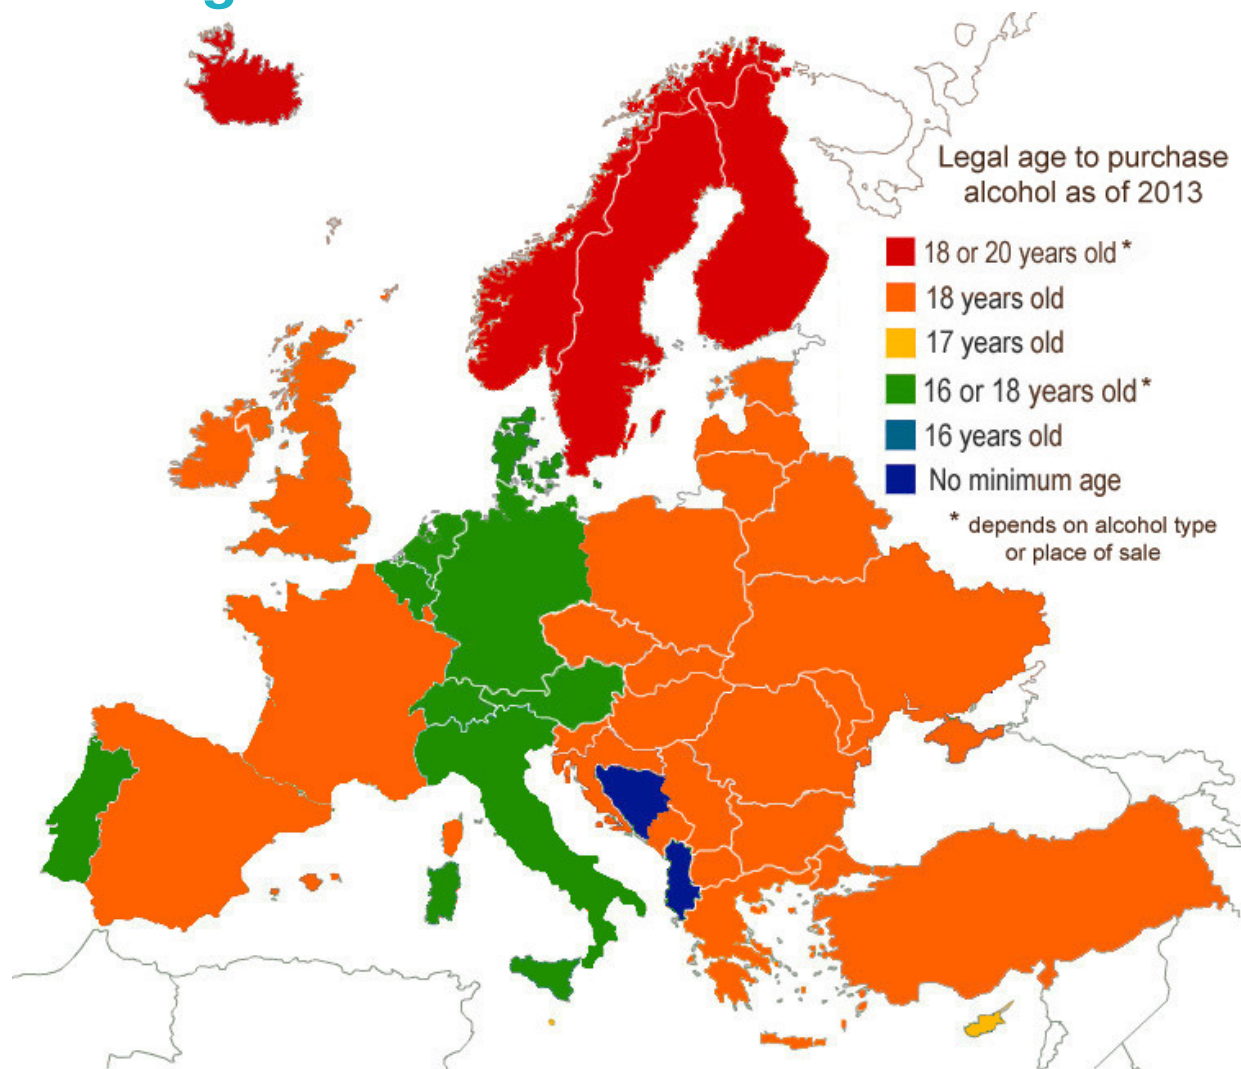 Legal age to purchase
alcohol as of 2013
18 or 20 years old *
18 years old
17 years old
16 or 18 years old *
16 years old
No minimum age
* depends on alcohol type
or place of sale